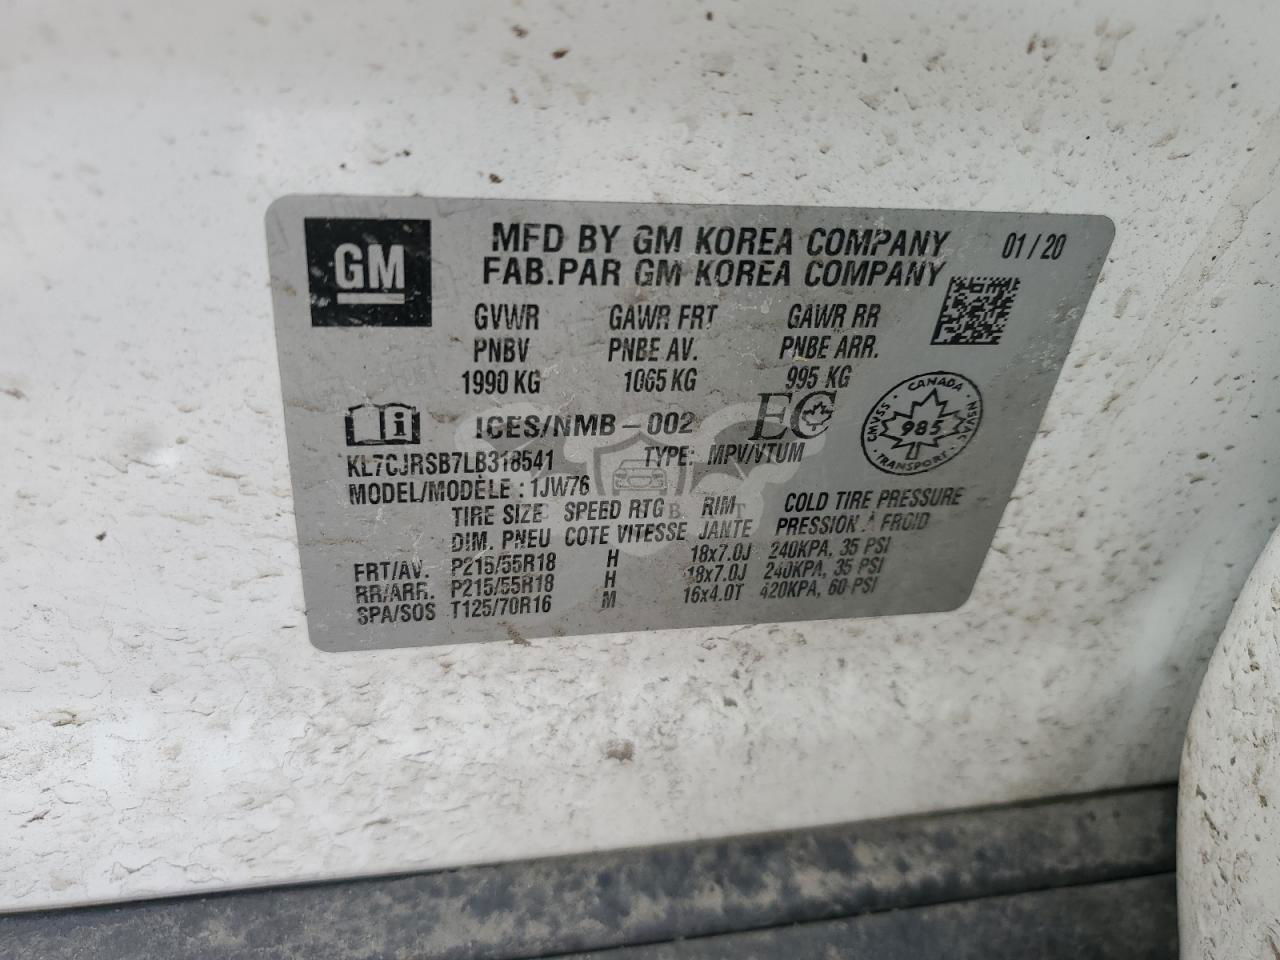 GM
MFD BY GM KOREA COMPANY 01/20
FAB.PAR GM KOREA COMPANY
GVWR GAWR FRT GAWR RR
PNBV PNBE AV. PNBE ARR.
1990 KG 1065 KG 995 KG
i ICES/NMB-002 EC
CANADA CMVSS 985 NSVAC TRANSPORT
KL7CJRSB7LB318541 TYPE: MPV/VTUM
MODEL/MODÈLE: 1JW76
TIRE SIZE SPEED RTG RIM COLD TIRE PRESSURE
DIM. PNEU COTE VITESSE JANTE PRESSION À FROID
FRT/AV. P215/55R18 H 18x7.0J 240KPA, 35 PSI
RR/ARR. P215/55R18 H 18x7.0J 240KPA, 35 PSI
SPA/SOS T125/70R16 M 16x4.0T 420KPA, 60 PSI